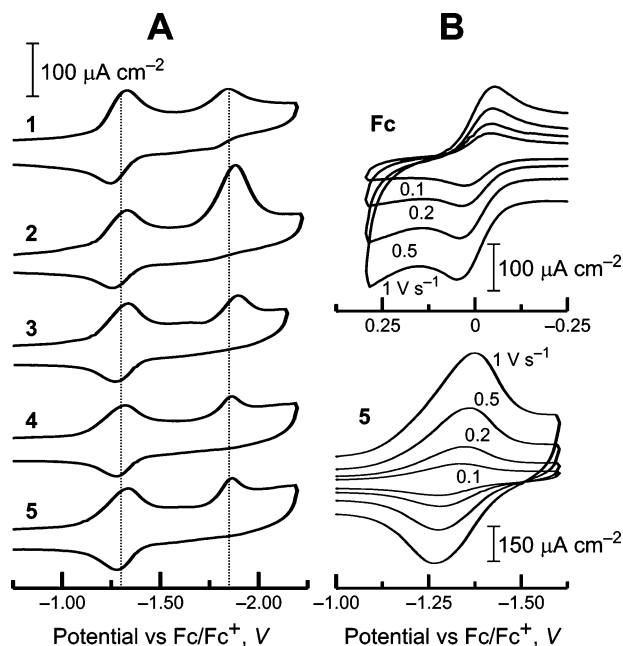 A
100 μA cm⁻²
1
2
3
4
5
−1.00 −1.50 −2.00
Potential vs Fc/Fc⁺, V
B
Fc
0.1
0.2
0.5
1 V s⁻¹
100 μA cm⁻²
0.25 0 −0.25
1 V s⁻¹
0.5
5
0.2
0.1
150 μA cm⁻²
−1.00 −1.25 −1.50
Potential vs Fc/Fc⁺, V